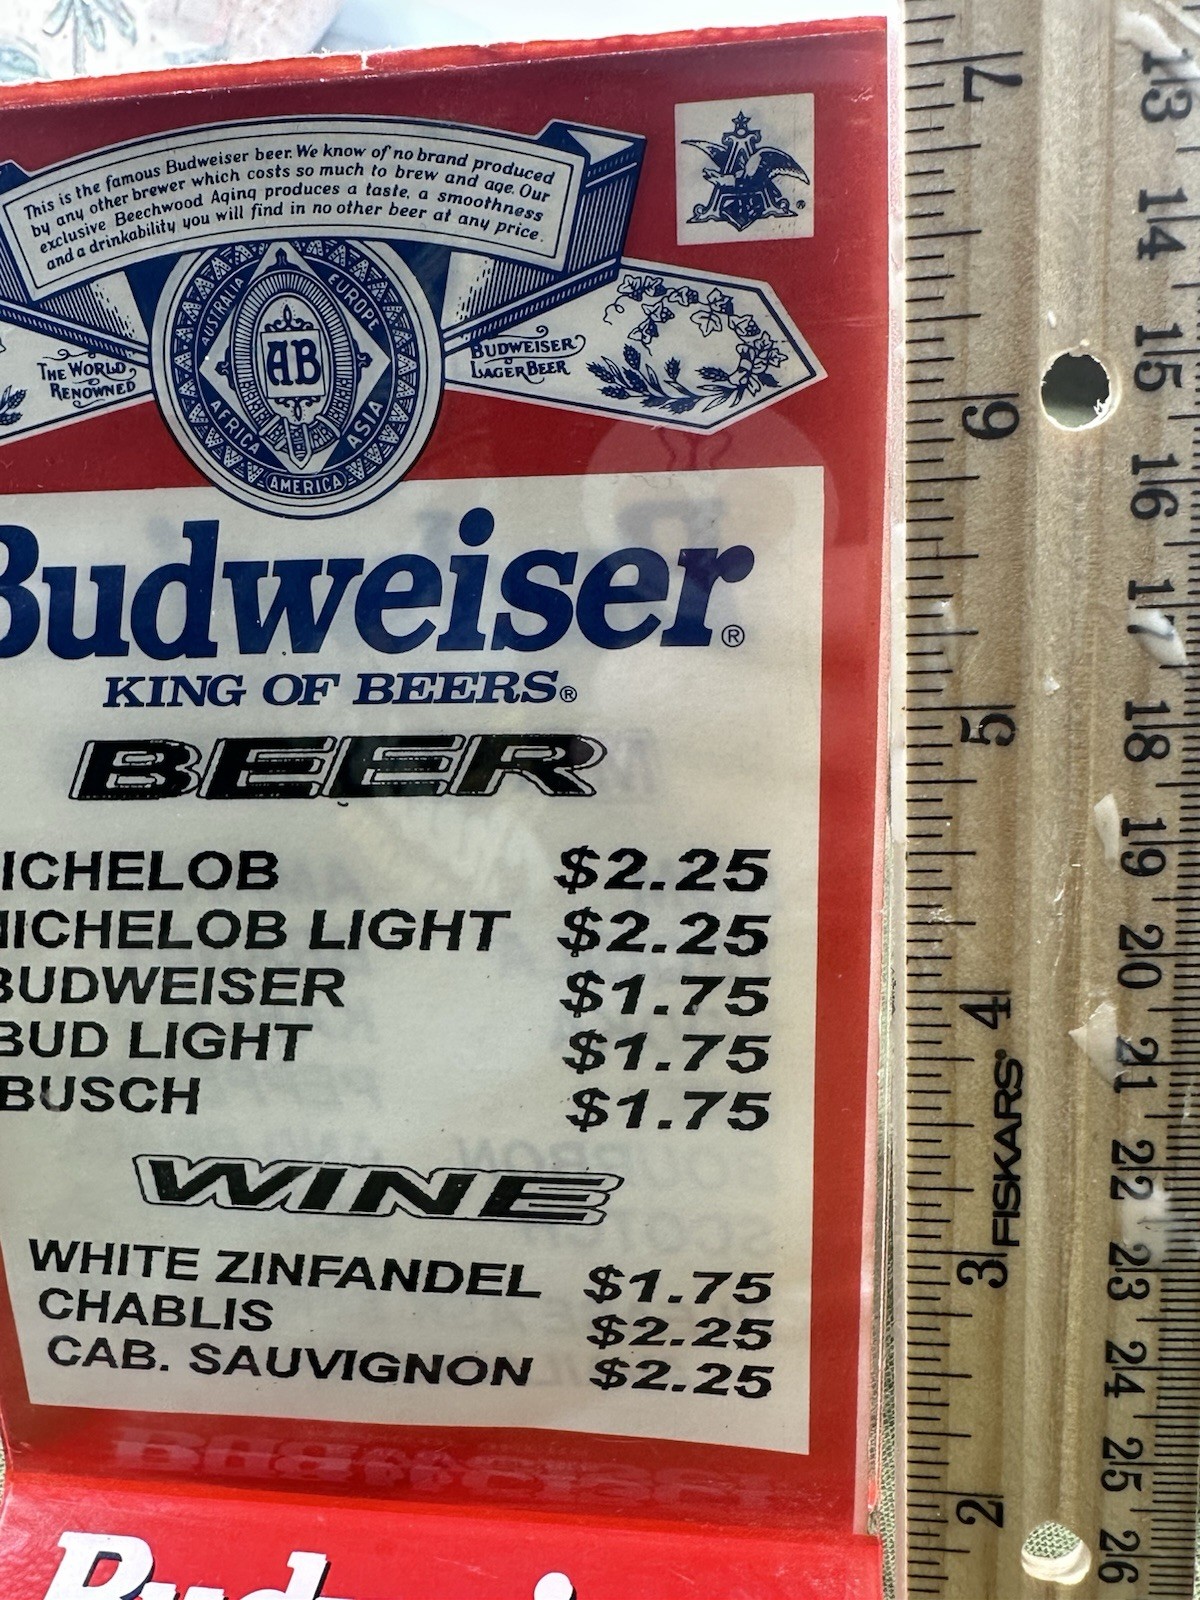 This is the famous Budweiser beer. We know of no brand produced
by any other brewer which costs so much to brew and age. Our
exclusive Beechwood Aging produces a taste, a smoothness
and a drinkability you will find in no other beer at any price.
AUSTRALIA
EUROPE
AB
AFRICA
ASIA
AMERICA
THE WORLD
RENOWNED
BUDWEISER
LAGER BEER
®
Budweiser®
KING OF BEERS®
BEER
ICHELOB $2.25
MICHELOB LIGHT $2.25
BUDWEISER $1.75
BUD LIGHT $1.75
BUSCH $1.75
WINE
WHITE ZINFANDEL $1.75
CHABLIS $2.25
CAB. SAUVIGNON $2.25
7
6
5
4
3
2
FISKARS®
13
14
15
16
17
18
19
20
21
22
23
24
25
26